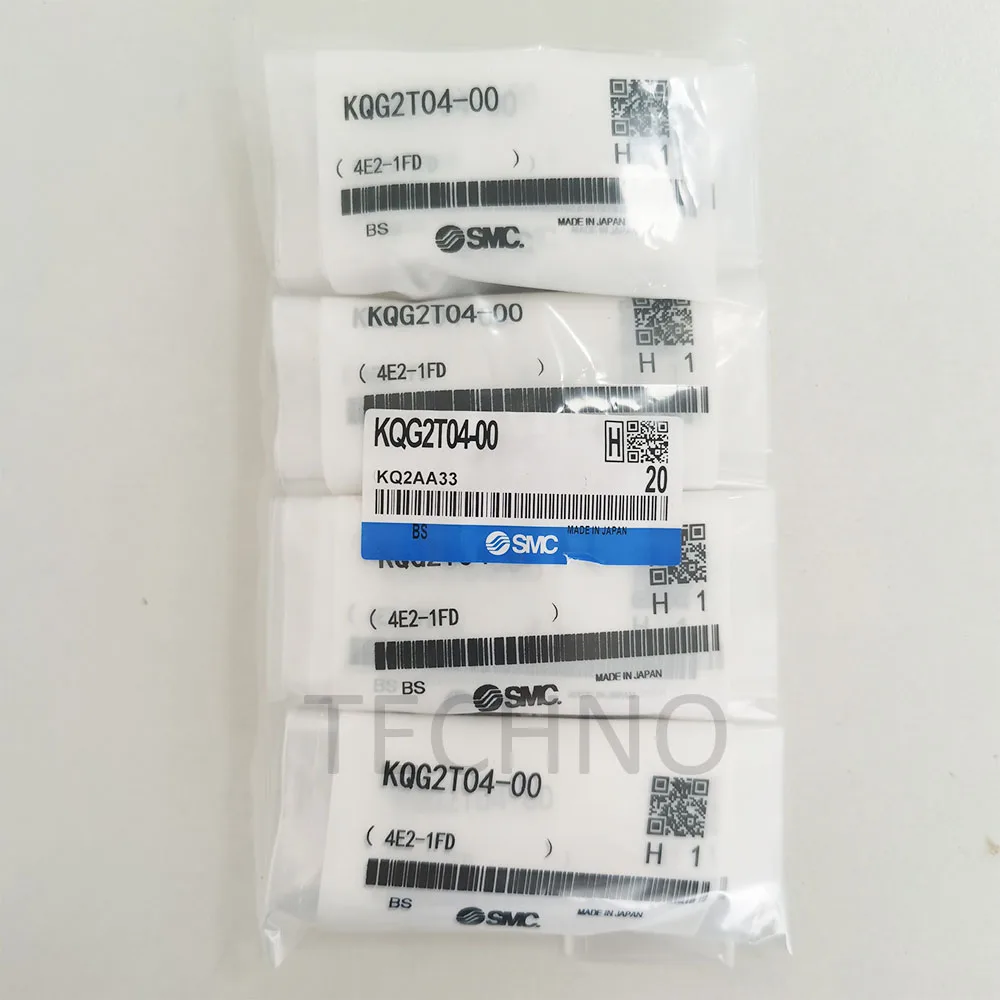 KQG2T04-00
H 1
( 4E2-1FD )
BS
MADE IN JAPAN
SMC.
KQG2T04-00
H 1
( 4E2-1FD )
KQG2T04-00
H
KQ2AA33
20
BS
SMC
MADE IN JAPAN
H 1
( 4E2-1FD )
BS
MADE IN JAPAN
SMC.
TECHNO
KQG2T04-00
H 1
( 4E2-1FD )
BS
SMC.
MADE IN JAPAN